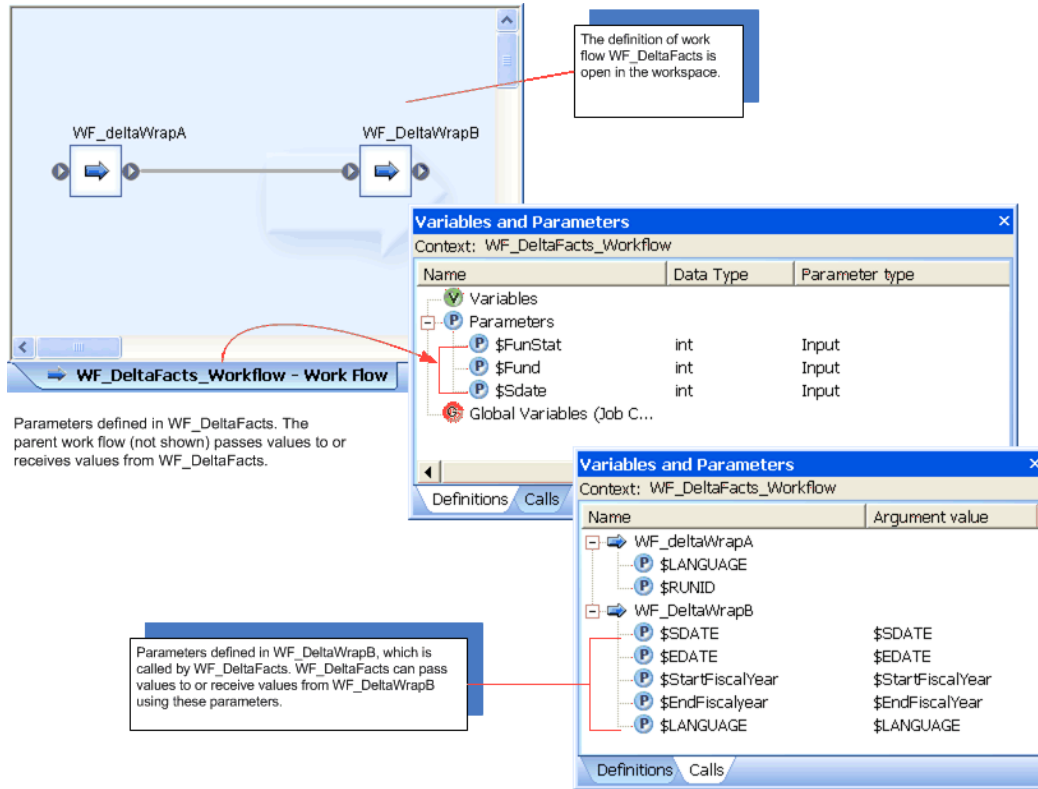 The definition of work
flow WF_DeltaFacts is
open in the workspace.
WF_deltaWrapA
WF_DeltaWrapB
WF_DeltaFacts_Workflow - Work Flow
Parameters defined in WF_DeltaFacts. The
parent work flow (not shown) passes values to or
receives values from WF_DeltaFacts.
Variables and Parameters
Context: WF_DeltaFacts_Workflow
Name Data Type Parameter type
V Variables
P Parameters
P $FunStat int Input
P $Fund int Input
P $Sdate int Input
G Global Variables (Job C...
Definitions Calls
Variables and Parameters
Context: WF_DeltaFacts_Workflow
Name Argument value
WF_deltaWrapA
P $LANGUAGE
P $RUNID
WF_DeltaWrapB
P $SDATE $SDATE
P $EDATE $EDATE
P $StartFiscalYear $StartFiscalYear
P $EndFiscalyear $EndFiscalYear
P $LANGUAGE $LANGUAGE
Definitions Calls
Parameters defined in WF_DeltaWrapB, which is
called by WF_DeltaFacts. WF_DeltaFacts can pass
values to or receive values from WF_DeltaWrapB
using these parameters.